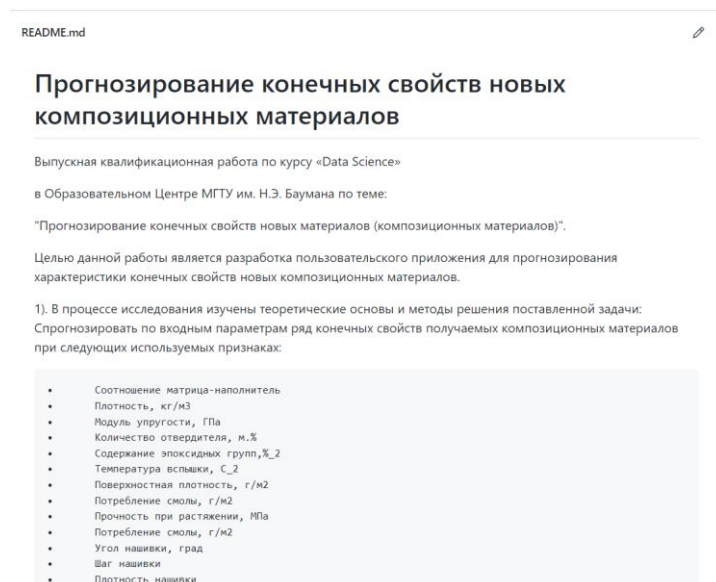 README.md
Прогнозирование конечных свойств новых
композиционных материалов
Выпускная квалификационная работа по курсу «Data Science»
в Образовательном Центре МГТУ им. Н.Э. Баумана по теме:
"Прогнозирование конечных свойств новых материалов (композиционных материалов)".
Целью данной работы является разработка пользовательского приложения для прогнозирования
характеристики конечных свойств новых композиционных материалов.
1). В процессе исследования изучены теоретические основы и методы решения поставленной задачи:
Спрогнозировать по входным параметрам ряд конечных свойств получаемых композиционных материалов
при следующих используемых признаках:
• Соотношение матрица-наполнитель
• Плотность, кг/м3
• Модуль упругости, ГПа
• Количество отвердителя, м.%
• Содержание эпоксидных групп,%_2
• Температура вспышки, С_2
• Поверхностная плотность, г/м2
• Потребление смолы, г/м2
• Прочность при растяжении, МПа
• Потребление смолы, г/м2
• Угол нашивки, град
• Шаг нашивки
• Плотность нашивки